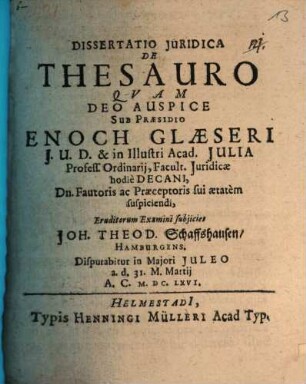 13
DISSERTATIO JURIDICA
DE
THESAURO
QVAM
DEO AUSPICE
SUB PRÆSIDIO
ENOCH GLÆSERI
J. U. D. & in Illustri Acad. JULIA
Profess. Ordinarij, Facult. Juridicæ
hodiè DECANI,
Dn. Fautoris ac Præceptoris sui ætatèm
suspiciendi,
Eruditorum Examini subjiciet
JOH. THEOD. Schaffshausen/
HAMBURGENS.
Disputabitur in Majori JULEO
a. d. 31. M. Martij
A. C. M. DC. LXVI.
HELMESTADI,
Typis HENNINGI MÜLLERI Acad Typ.